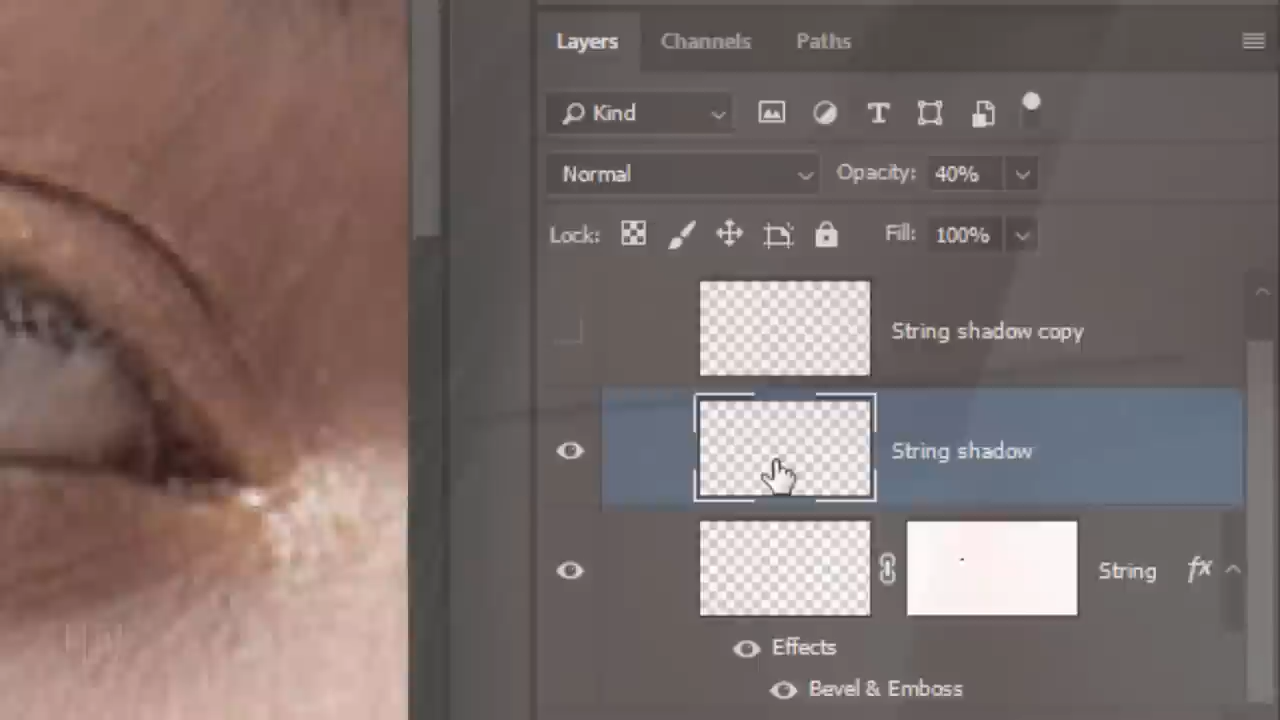 Layers Channels Paths
Kind
Normal Opacity: 40%
Lock: Fill: 100%
String shadow copy
String shadow
String fx
Effects
Bevel & Emboss